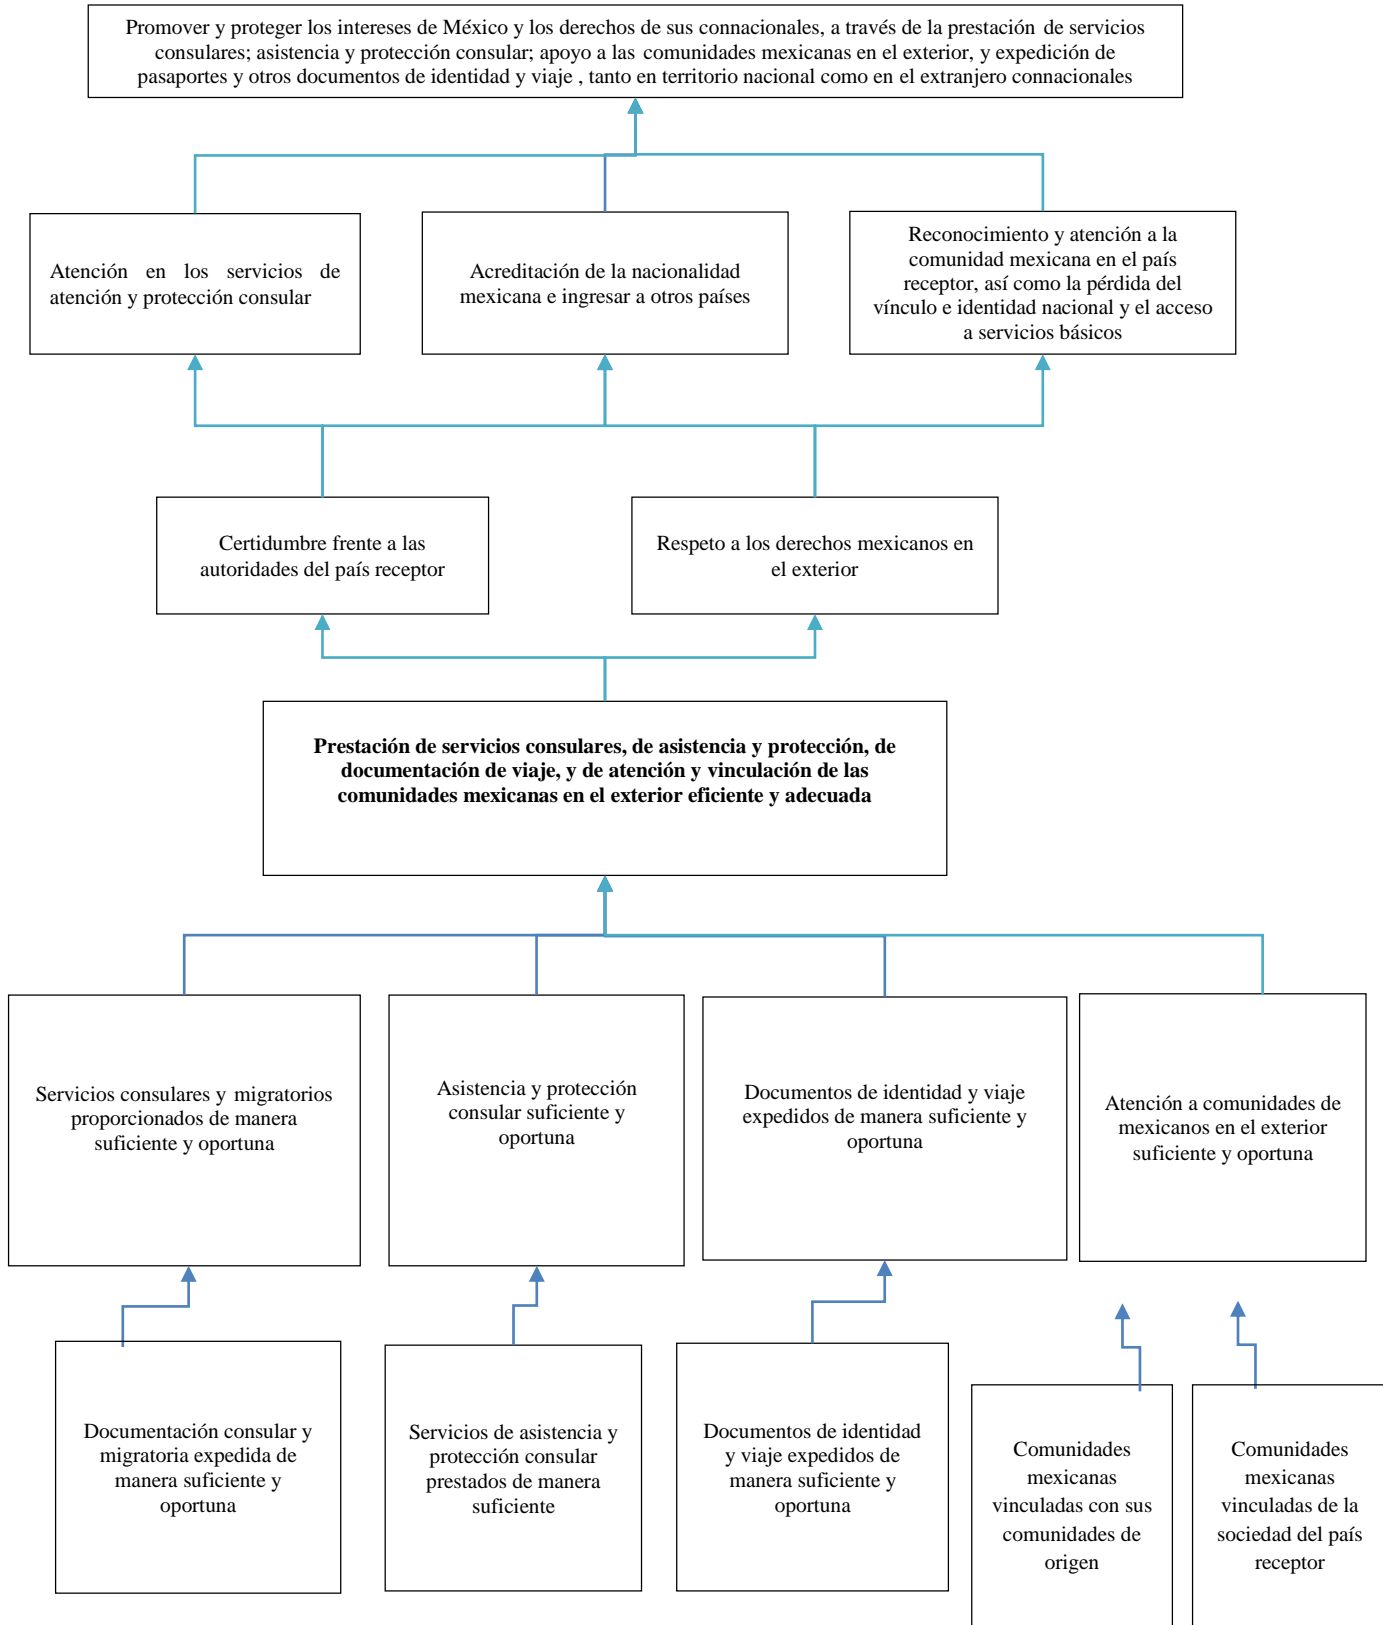 Promover y proteger los intereses de México y los derechos de sus connacionales, a través de la prestación de servicios
consulares; asistencia y protección consular; apoyo a las comunidades mexicanas en el exterior, y expedición de
pasaportes y otros documentos de identidad y viaje , tanto en territorio nacional como en el extranjero connacionales
Atención en los servicios de
atención y protección consular
Acreditación de la nacionalidad
mexicana e ingresar a otros países
Reconocimiento y atención a la
comunidad mexicana en el país
receptor, así como la pérdida del
vínculo e identidad nacional y el acceso
a servicios básicos
Certidumbre frente a las
autoridades del país receptor
Respeto a los derechos mexicanos en
el exterior
Prestación de servicios consulares, de asistencia y protección, de
documentación de viaje, y de atención y vinculación de las
comunidades mexicanas en el exterior eficiente y adecuada
Servicios consulares y migratorios
proporcionados de manera
suficiente y oportuna
Asistencia y protección
consular suficiente y
oportuna
Documentos de identidad y viaje
expedidos de manera suficiente y
oportuna
Atención a comunidades de
mexicanos en el exterior
suficiente y oportuna
Documentación consular y
migratoria expedida de
manera suficiente y
oportuna
Servicios de asistencia y
protección consular
prestados de manera
suficiente
Documentos de identidad
y viaje expedidos de
manera suficiente y
oportuna
Comunidades
mexicanas
vinculadas con sus
comunidades de
origen
Comunidades
mexicanas
vinculadas de la
sociedad del país
receptor